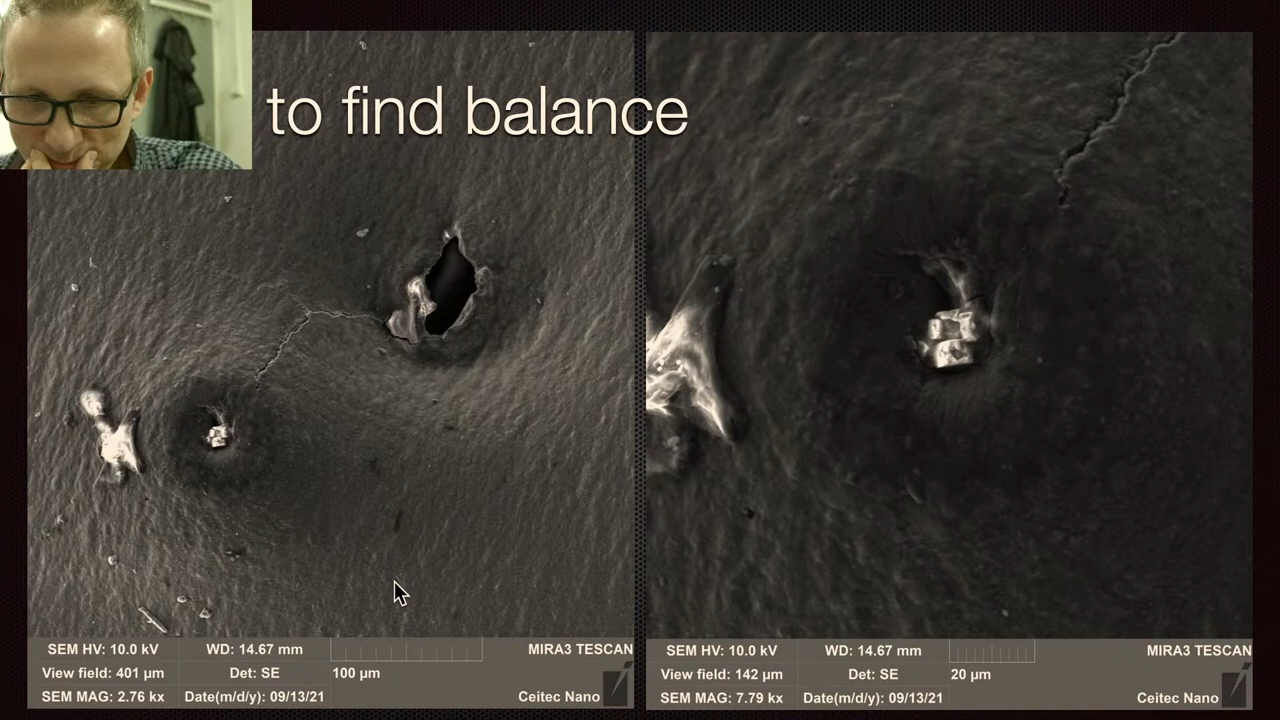 to find balance
SEM HV: 10.0 kV WD: 14.67 mm MIRA3 TESCAN
View field: 401 µm Det: SE 100 µm
SEM MAG: 2.76 kx Date(m/d/y): 09/13/21 Ceitec Nano
SEM HV: 10.0 kV WD: 14.67 mm MIRA3 TESCAN
View field: 142 µm Det: SE 20 µm
SEM MAG: 7.79 kx Date(m/d/y): 09/13/21 Ceitec Nano